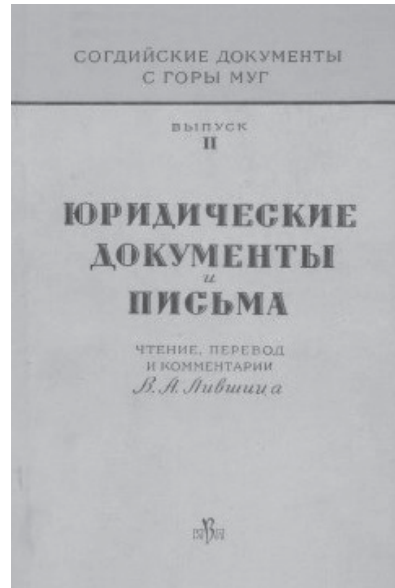 СОГДИЙСКИЕ ДОКУМЕНТЫ
С ГОРЫ МУГ
ВЫПУСК
II
ЮРИДИЧЕСКИЕ
ДОКУМЕНТЫ
и
ПИСЬМА
ЧТЕНИЕ, ПЕРЕВОД
И КОММЕНТАРИИ
В. А. Лившица